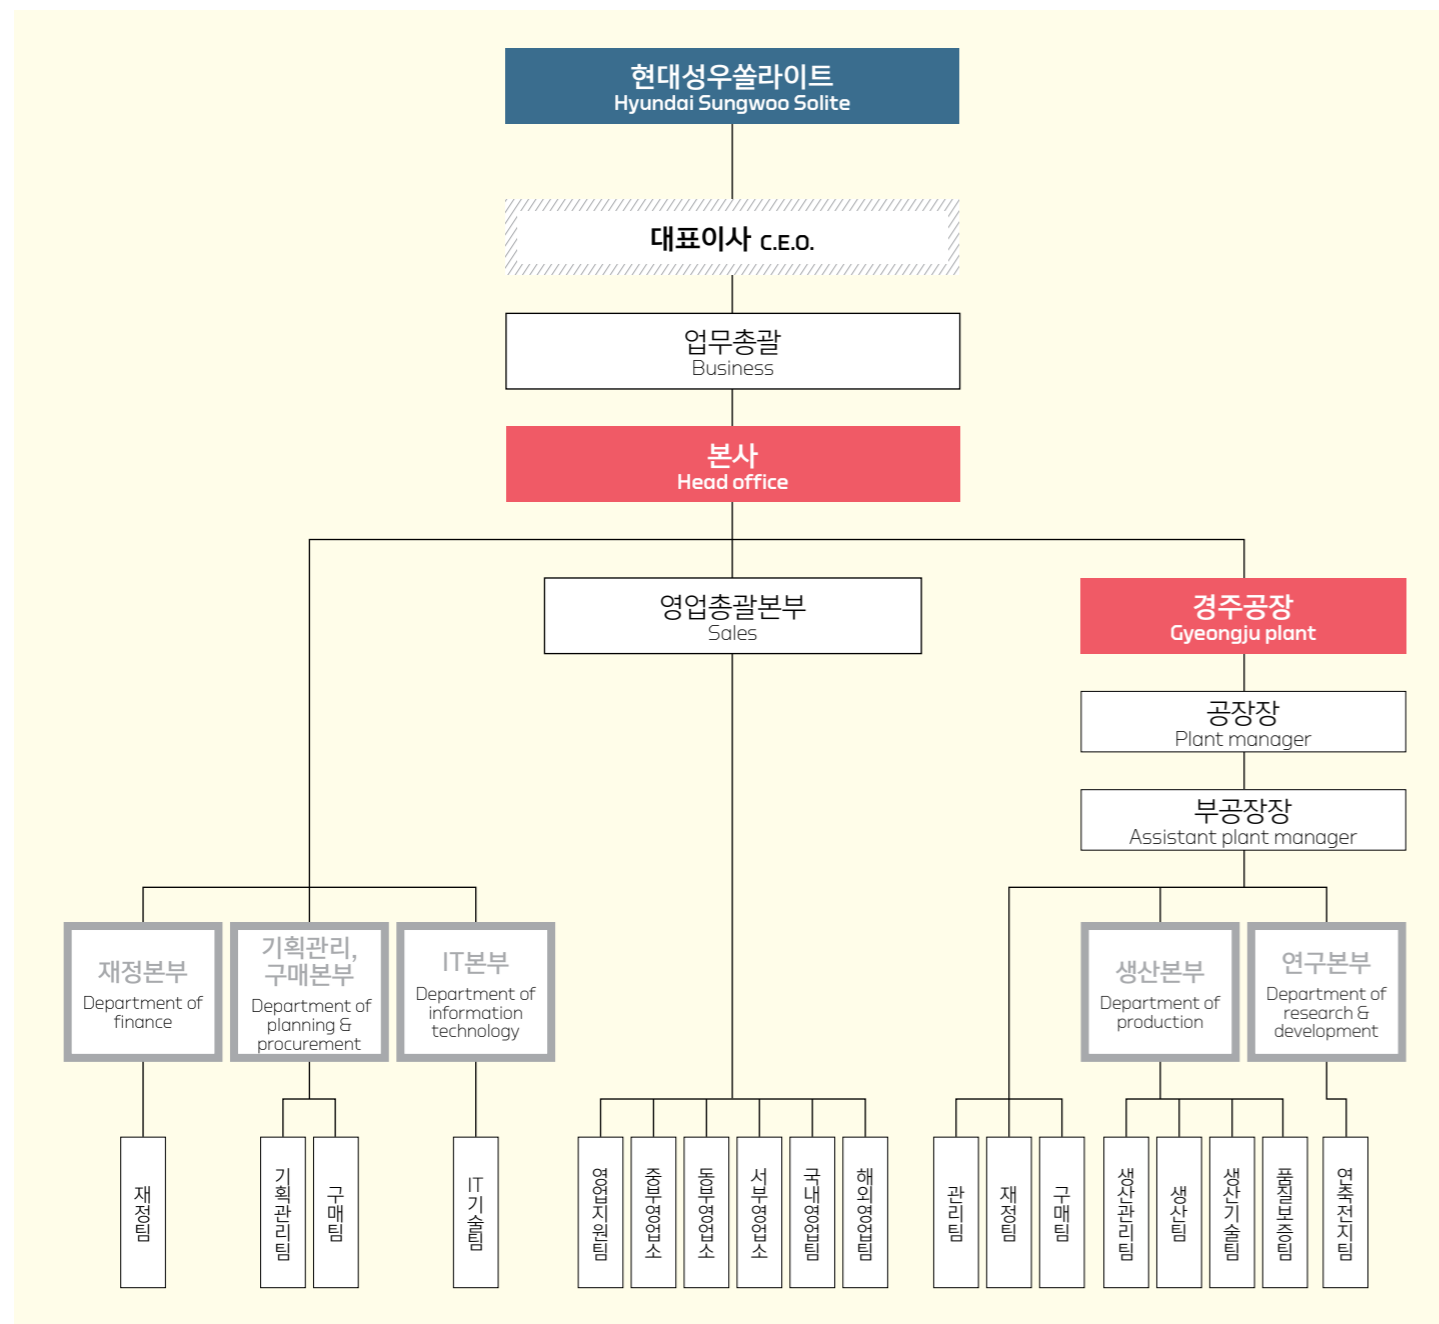 현대성우쏠라이트
Hyundai Sungwoo Solite
대표이사 C.E.O.
업무총괄
Business
본사
Head office
영업총괄본부
Sales
경주공장
Gyeongju plant
공장장
Plant manager
부공장장
Assistant plant manager
재정본부
Department of
finance
기획관리,
구매본부
Department of
planning &
procurement
IT본부
Department of
information
technology
생산본부
Department of
production
연구본부
Department of
research &
development
재정팀
기획관리팀
구매팀
IT기술팀
영업지원팀
중부영업소
동부영업소
서부영업소
국내영업팀
해외영업팀
관리팀
재정팀
구매팀
생산관리팀
생산팀
생산기술팀
품질보증팀
연축전지팀